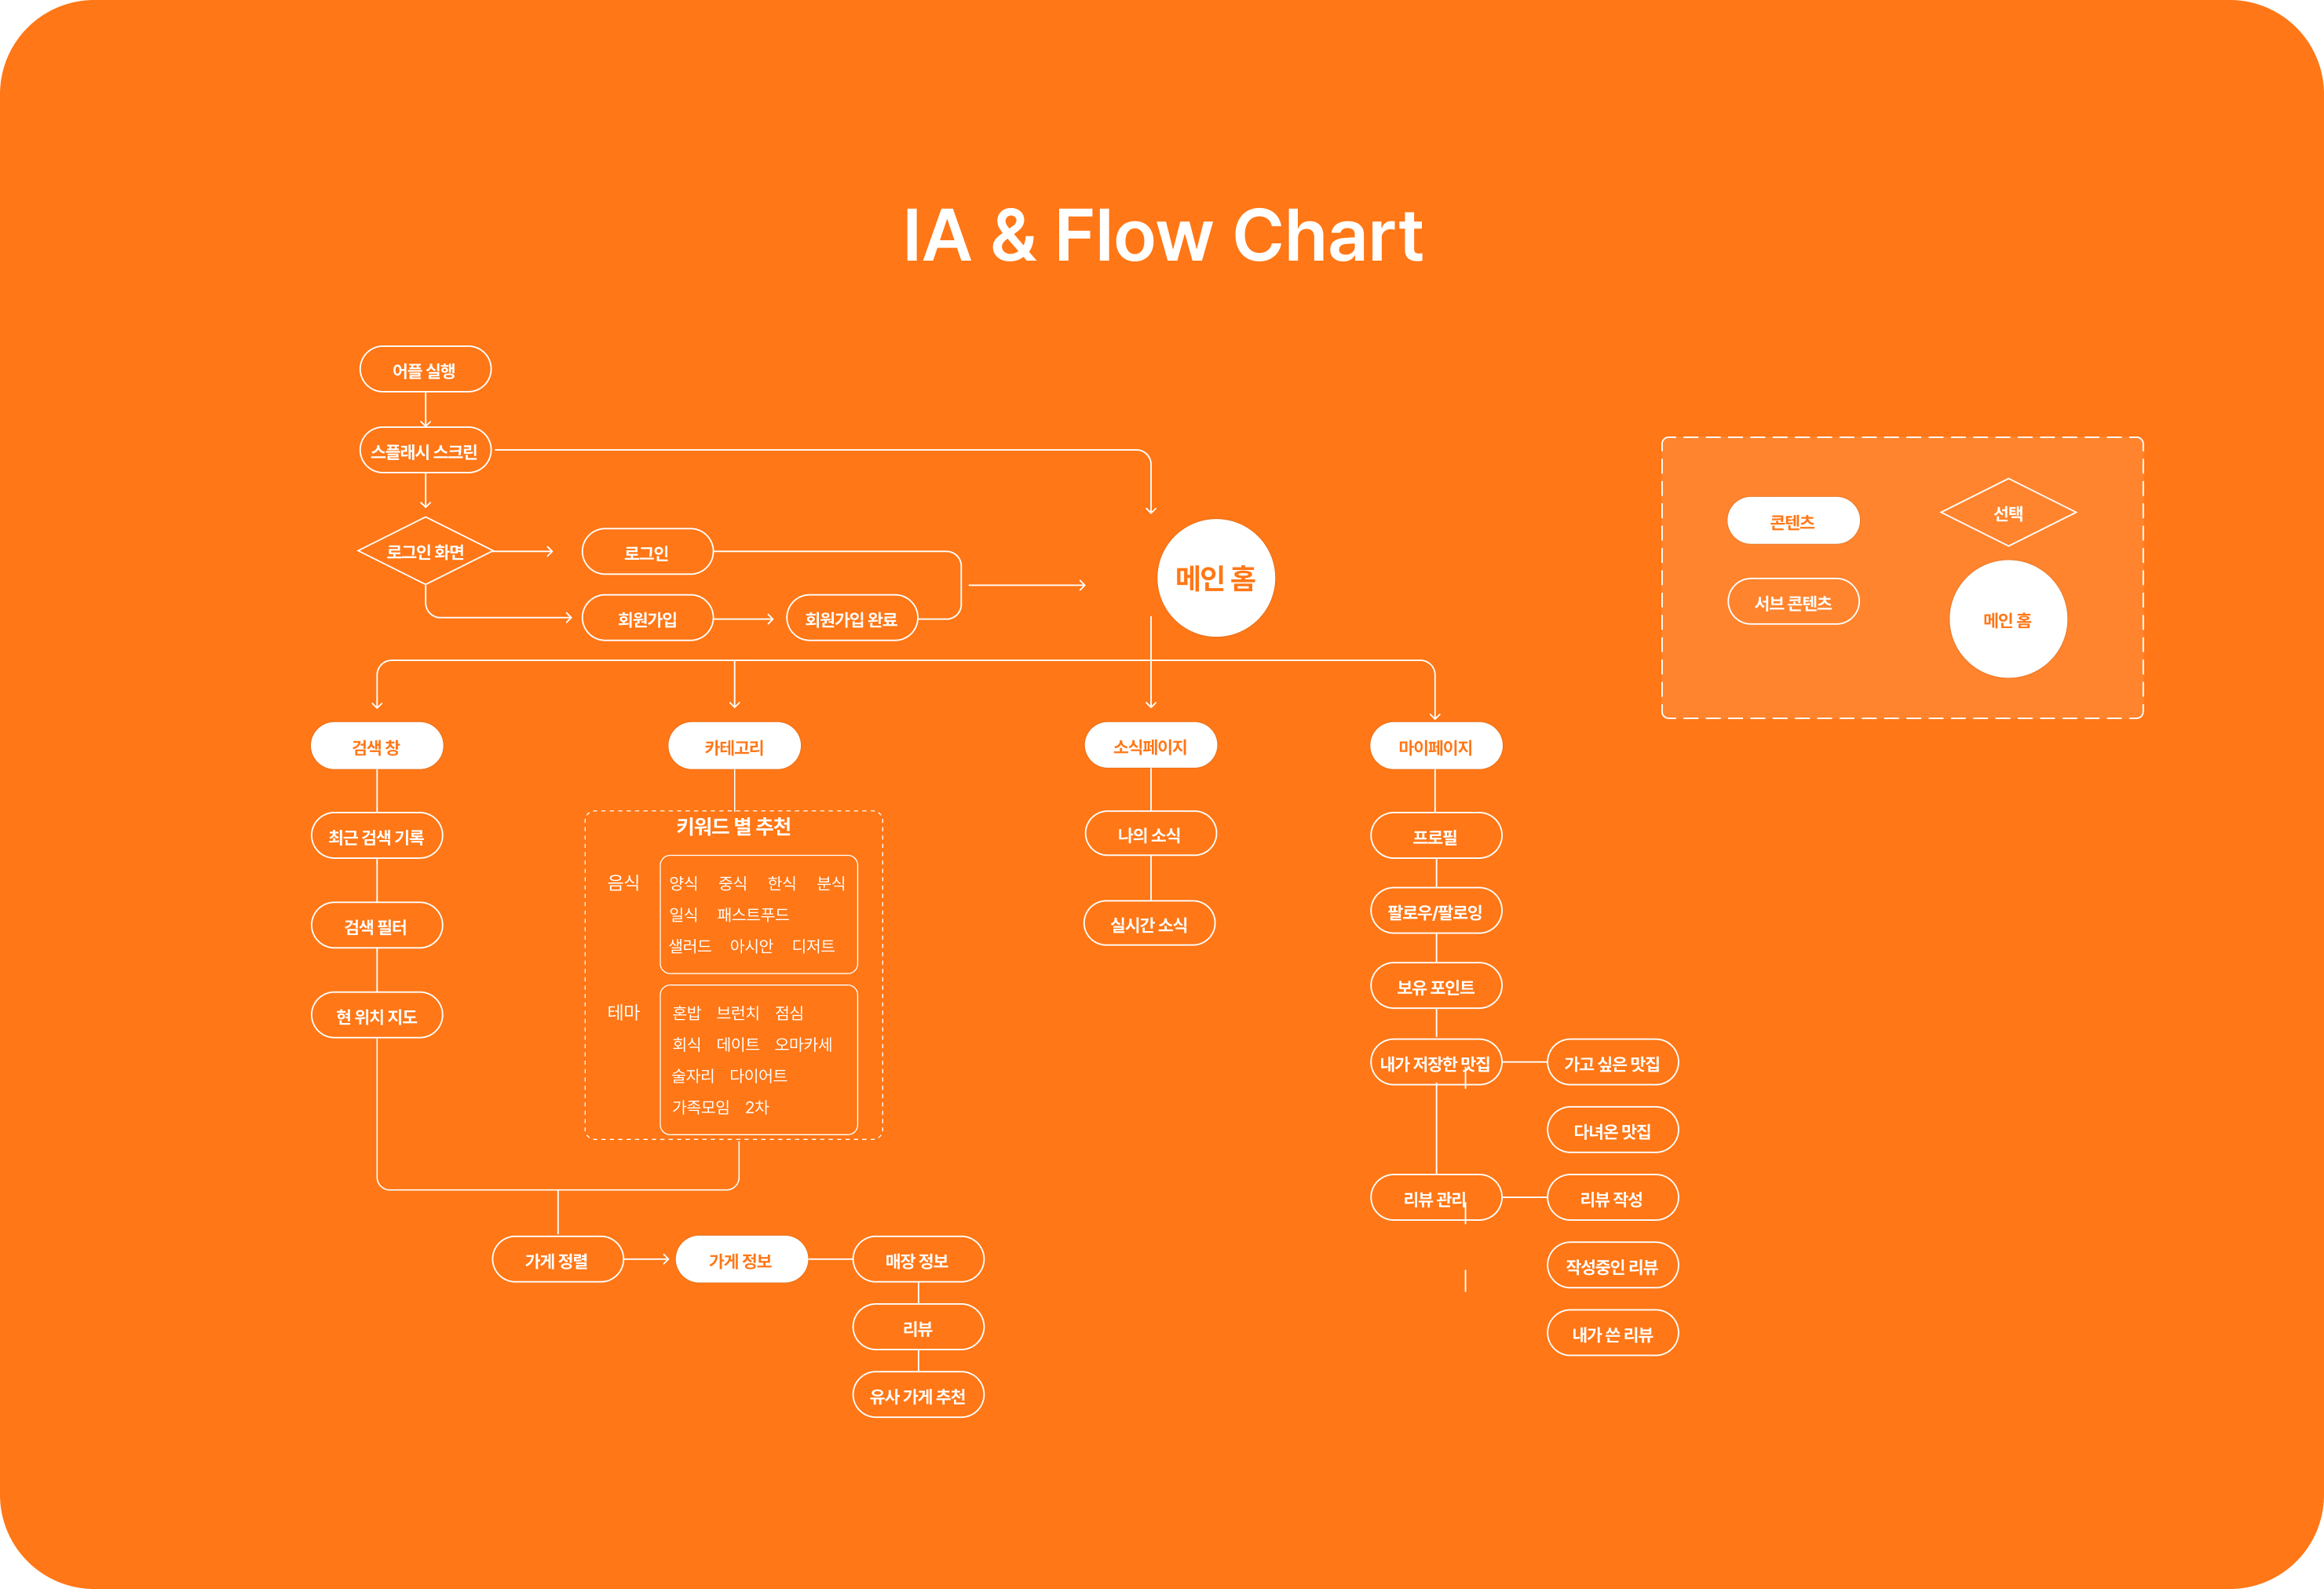 IA & Flow Chart
어플 실행
스플래시 스크린
로그인 화면
로그인
회원가입
회원가입 완료
메인 홈
콘텐츠
선택
서브 콘텐츠
메인 홈
검색 창
카테고리
소식페이지
마이페이지
최근 검색 기록
검색 필터
현 위치 지도
키워드 별 추천
음식
양식 중식 한식 분식
일식 패스트푸드
샐러드 아시안 디저트
테마
혼밥 브런치 점심
회식 데이트 오마카세
술자리 다이어트
가족모임 2차
나의 소식
실시간 소식
프로필
팔로우/팔로잉
보유 포인트
내가 저장한 맛집
가고 싶은 맛집
다녀온 맛집
리뷰 관리
리뷰 작성
작성중인 리뷰
내가 쓴 리뷰
가게 정렬
가게 정보
매장 정보
리뷰
유사 가게 추천